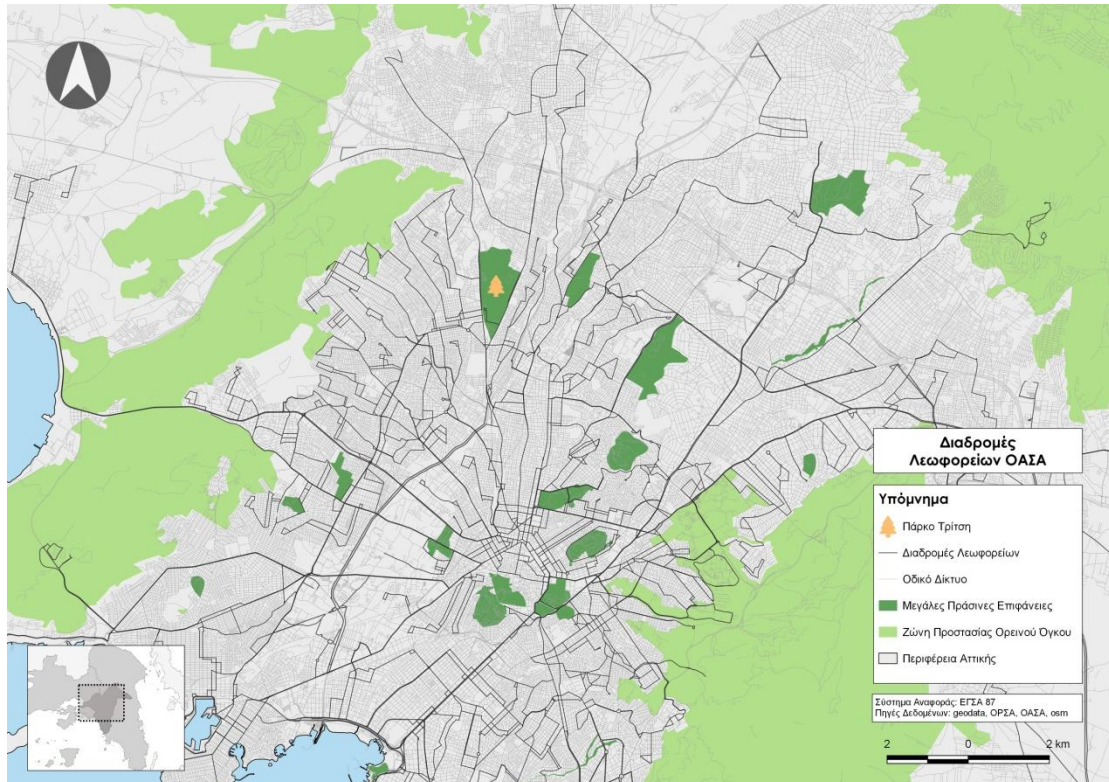 Διαδρομές
Λεωφορείων ΟΑΣΑ
Υπόμνημα
Πάρκο Τρίτση
Διαδρομές Λεωφορείων
Οδικό Δίκτυο
Μεγάλες Πράσινες Επιφάνειες
Ζώνη Προστασίας Ορεινού Όγκου
Περιφέρεια Αττικής
Σύστημα Αναφοράς: ΕΓΣΑ 87
Πηγές Δεδομένων: geodata, ΟΡΣΑ, ΟΑΣΑ, osm
2 0 2 km